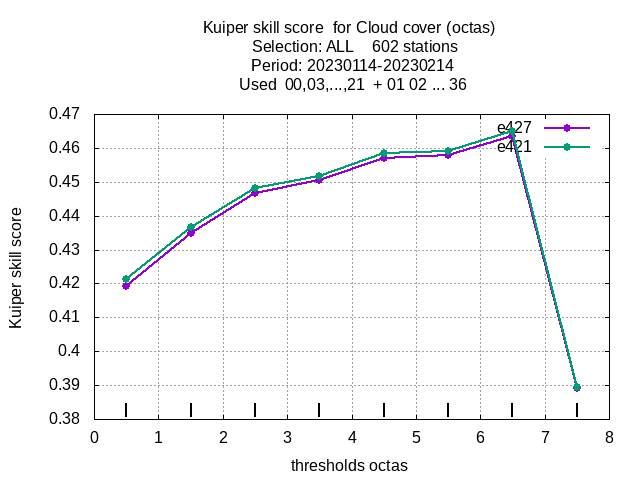 Kuiper skill score  for Cloud cover (octas)
Selection: ALL    602 stations
Period: 20230114-20230214
Used  00,03,...,21  + 01 02 ... 36
e427
e421
Kuiper skill score
0.47
0.46
0.45
0.44
0.43
0.42
0.41
0.4
0.39
0.38
0 1 2 3 4 5 6 7 8
thresholds octas